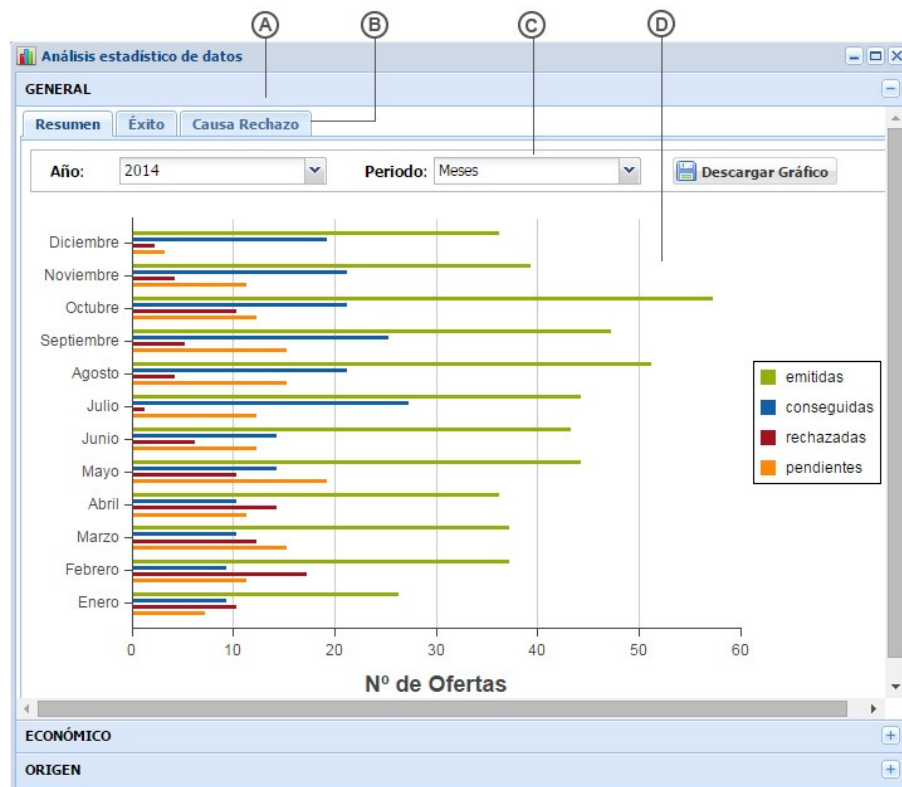 A B C D
Análisis estadístico de datos
GENERAL
Resumen Éxito Causa Rechazo
Año: 2014 Periodo: Meses Descargar Gráfico
Diciembre
Noviembre
Octubre
Septiembre
Agosto
Julio
Junio
Mayo
Abril
Marzo
Febrero
Enero
emitidas
conseguidas
rechazadas
pendientes
0 10 20 30 40 50 60
Nº de Ofertas
ECONÓMICO
ORIGEN